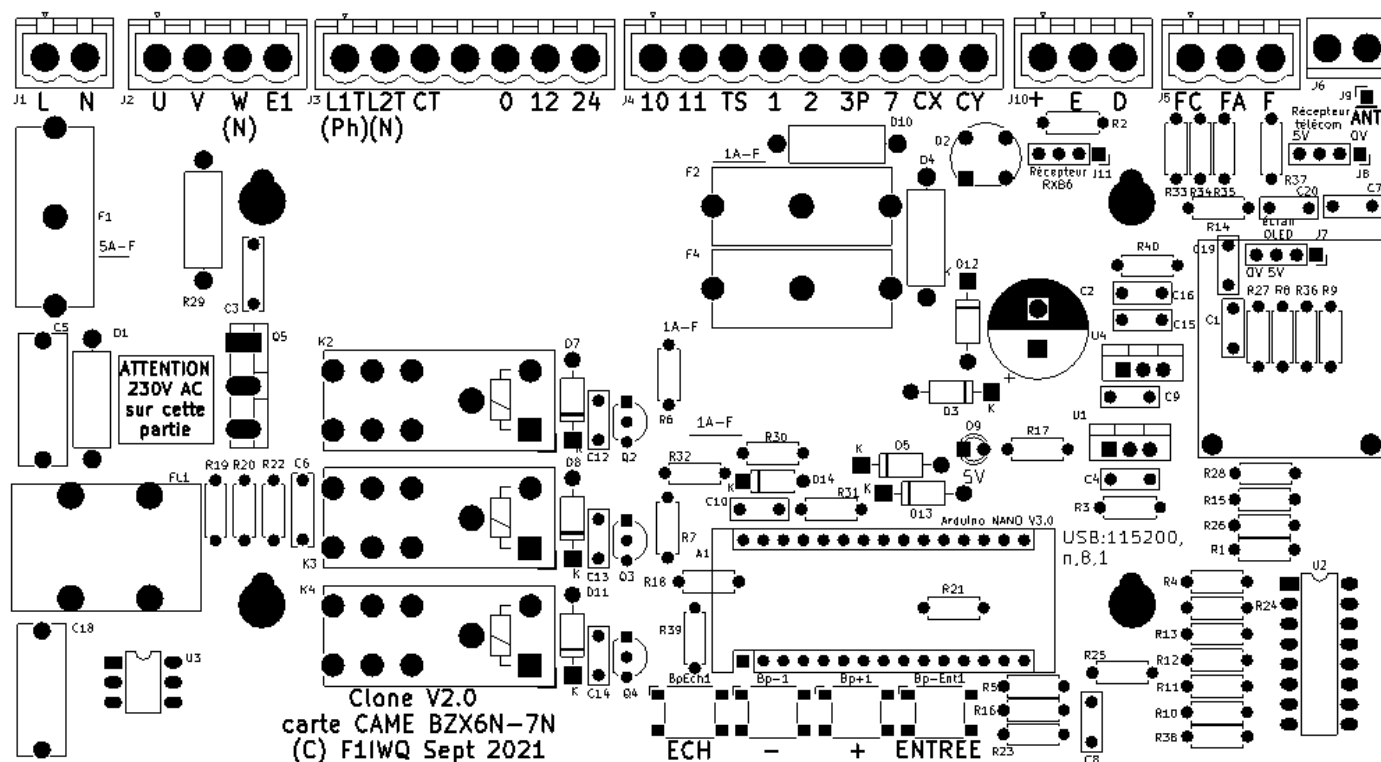 J1 L N
J2 U V W E1
(N)
J3 L1T L2T CT 0 12 24
(Ph)(N)
J4 10 11 TS 1 2 3P 7 CX CY
J10 + E D
J5 FC FA F
J6
J9
ANT
Récepteur
télécom
5V 0V
J8
D10
D2
R2
J11
Récepteur
RXB6
1A-F
F2
D4
R33 R34 R35
R37
C20
C7
F1
5A-F
R14
écran
OLED
J7
0V 5V
R29
C3
F4
K
D12
C2
R40
C16
C15
C19
R27 R8 R36 R9
C1
C5
D1
Q5
K2
D7
1A-F
U4
ATTENTION
230V AC
sur cette
partie
R6
D3
K
+
C9
K
C12
Q2
1A-F
R30
D5
K
D9
5V
R17
U1
FL1
R19 R20 R22 C6
D8
R32
K
D14
K
D13
C4
R28
C10
R31
R3
R15
Arduino NANO V3.0
USB:115200,
n,8,1
R26
R1
K3
K
C13
Q3
R7
A1
R18
U2
K4
D11
R21
R4
R24
C18
R39
R13
U3
R25
R12
K
C14
Q4
BpEch1 Bp-1 Bp+1 Bp-Ent1
R5
R11
Clone V2.0
R16
R10
carte CAME BZX6N-7N
(C) F1IWQ Sept 2021
ECH - + ENTREE
R23
C8
R38